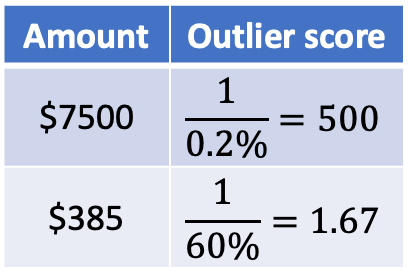 Amount Outlier score
$7500 1/0.2% = 500
$385 1/60% = 1.67